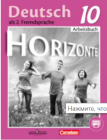 Deutsch 10
als 2. Fremdsprache
Arbeitsbuch
HORIZONTE
Нажмите, что